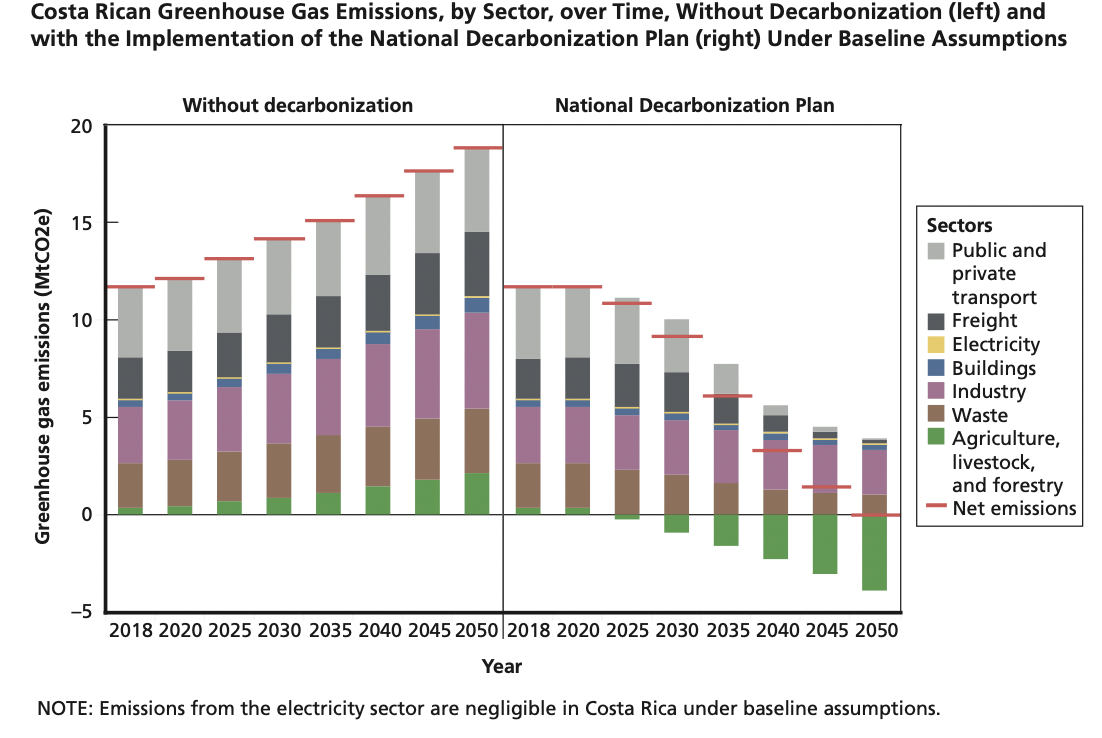 Costa Rican Greenhouse Gas Emissions, by Sector, over Time, Without Decarbonization (left) and
with the Implementation of the National Decarbonization Plan (right) Under Baseline Assumptions
Without decarbonization
National Decarbonization Plan
Greenhouse gas emissions (MtCO2e)
20
15
10
5
0
–5
2018 2020 2025 2030 2035 2040 2045 2050 2018 2020 2025 2030 2035 2040 2045 2050
Year
Sectors
Public and
private
transport
Freight
Electricity
Buildings
Industry
Waste
Agriculture,
livestock,
and forestry
Net emissions
NOTE: Emissions from the electricity sector are negligible in Costa Rica under baseline assumptions.